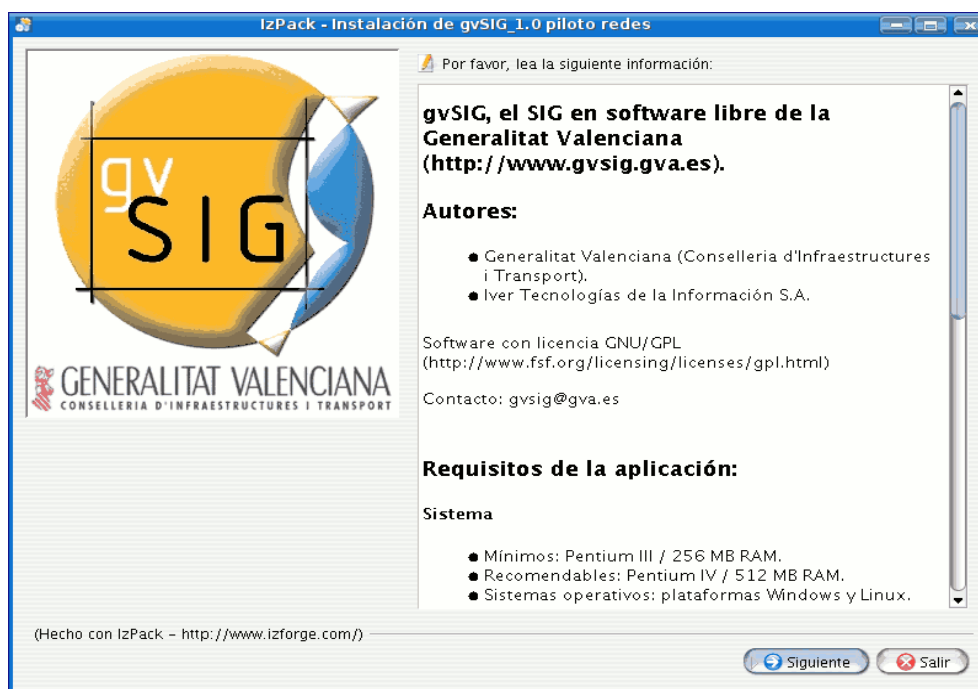 IzPack - Instalación de gvSIG_1.0 piloto redes
gv
SIG
GENERALITAT VALENCIANA
CONSELLERIA D'INFRAESTRUCTURES I TRANSPORT
Por favor, lea la siguiente información:
gvSIG, el SIG en software libre de la
Generalitat Valenciana
(http://www.gvsig.gva.es).
Autores:
Generalitat Valenciana (Conselleria d'Infraestructures
i Transport).
Iver Tecnologías de la Información S.A.
Software con licencia GNU/GPL
(http://www.fsf.org/licensing/licenses/gpl.html)
Contacto: gvsig@gva.es
Requisitos de la aplicación:
Sistema
Mínimos: Pentium III / 256 MB RAM.
Recomendables: Pentium IV / 512 MB RAM.
Sistemas operativos: plataformas Windows y Linux.
(Hecho con IzPack - http://www.izforge.com/)
Siguiente
Salir